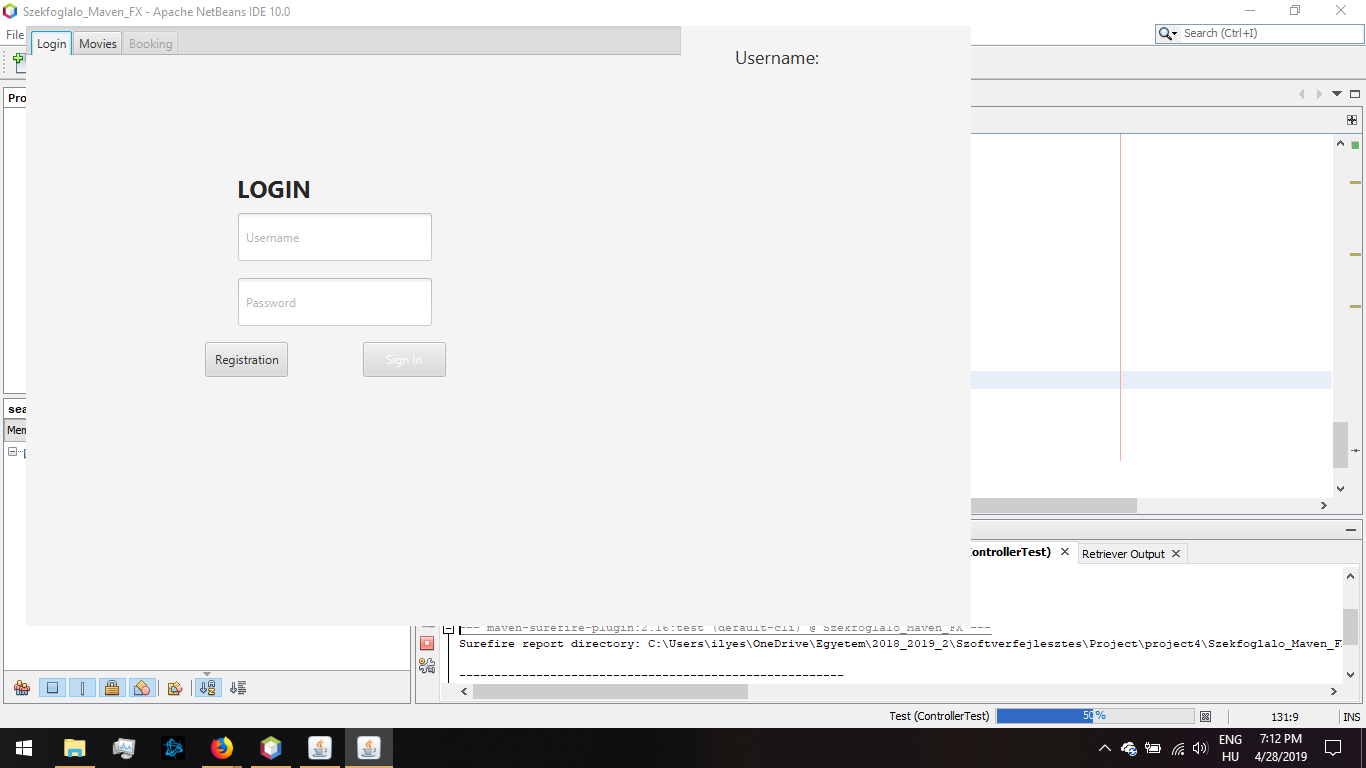 Szekfoglalo_Maven_FX - Apache NetBeans IDE 10.0
File
Search (Ctrl+I)
Login Movies Booking
Username:
Pro
LOGIN
Username
Password
Registration Sign In
sea
Mem
ControllerTest) Retriever Output
--- maven-surefire-plugin:2.16:test (default-cli) @ Szekfoglalo_Maven_FX ---
Surefire report directory: C:\Users\ilyes\OneDrive\Egyetem\2018_2019_2\Szoftverfejlesztes\Project\project4\Szekfoglalo_Maven_F
-------------------------------------------------------
Test (ControllerTest) 50 % 131:9 INS
ENG 7:12 PM
HU 4/28/2019